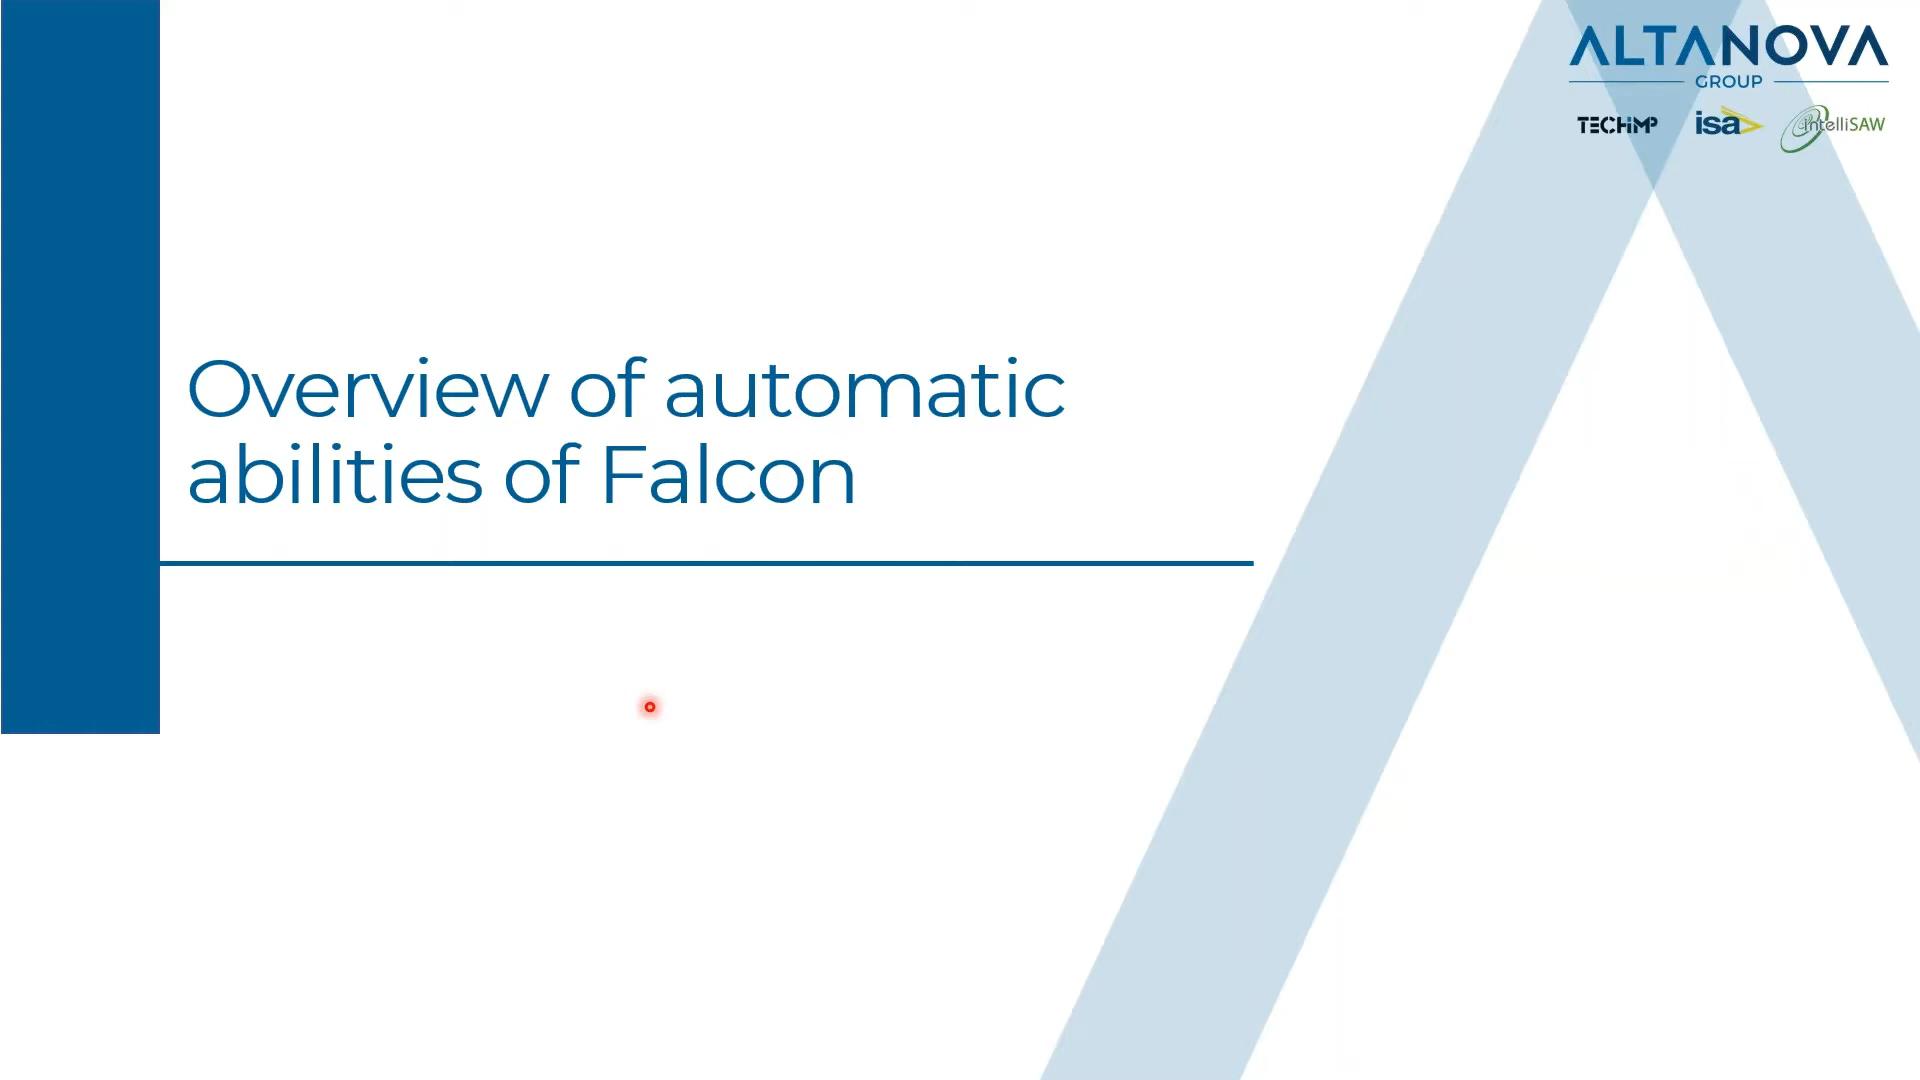 ALTANOVA
GROUP
TECHIMP isa IntelliSAW
Overview of automatic
abilities of Falcon